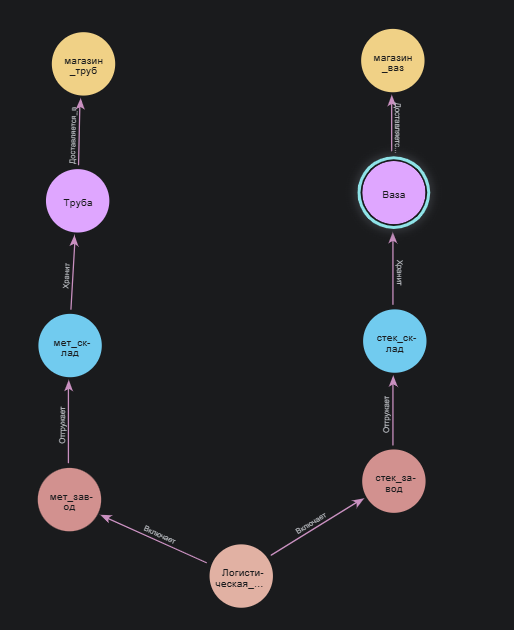 магазин
_труб
магазин
_ваз
Доставляется_в
Доставляетс...
Труба
Ваза
Хранит
Хранит
мет_ск-
лад
стек_ск-
лад
Отгружает
Отгружает
мет_зав-
од
стек_за-
вод
Включает
Включает
Логисти-
ческая_...